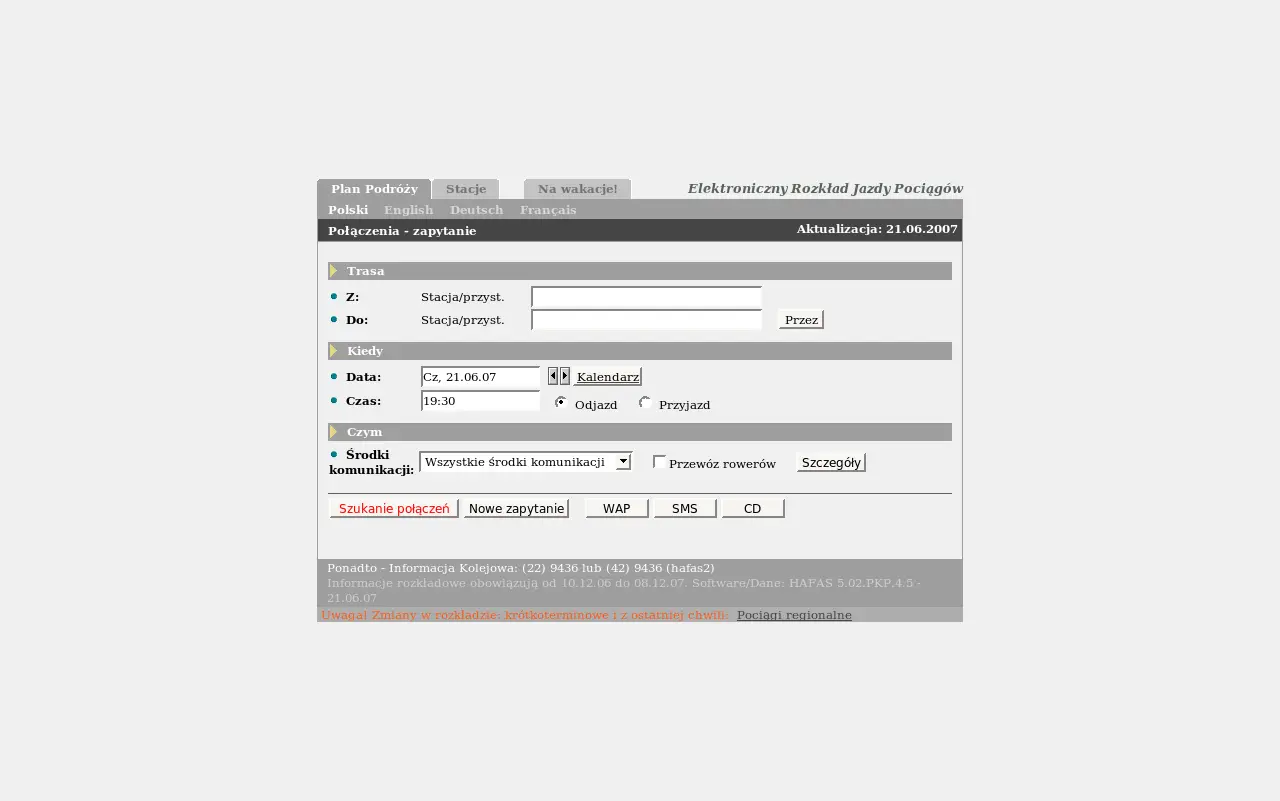 Plan Podróży Stacje Na wakacje! Elektroniczny Rozkład Jazdy Pociągów
Polski English Deutsch Français
Połączenia - zapytanie Aktualizacja: 21.06.2007
Trasa
Z: Stacja/przyst.
Do: Stacja/przyst. Przez
Kiedy
Data: Cz, 21.06.07 Kalendarz
Czas: 19:30 Odjazd Przyjazd
Czym
Środki
komunikacji: Wszystkie środki komunikacji Przewóz rowerów Szczegóły
Szukanie połączeń Nowe zapytanie WAP SMS CD
Ponadto - Informacja Kolejowa: (22) 9436 lub (42) 9436 (hafas2)
Informacje rozkładowe obowiązują od 10.12.06 do 08.12.07. Software/Dane: HAFAS 5.02.PKP.4.5 -
21.06.07
Uwaga! Zmiany w rozkładzie: krótkoterminowe i z ostatniej chwili: Pociągi regionalne